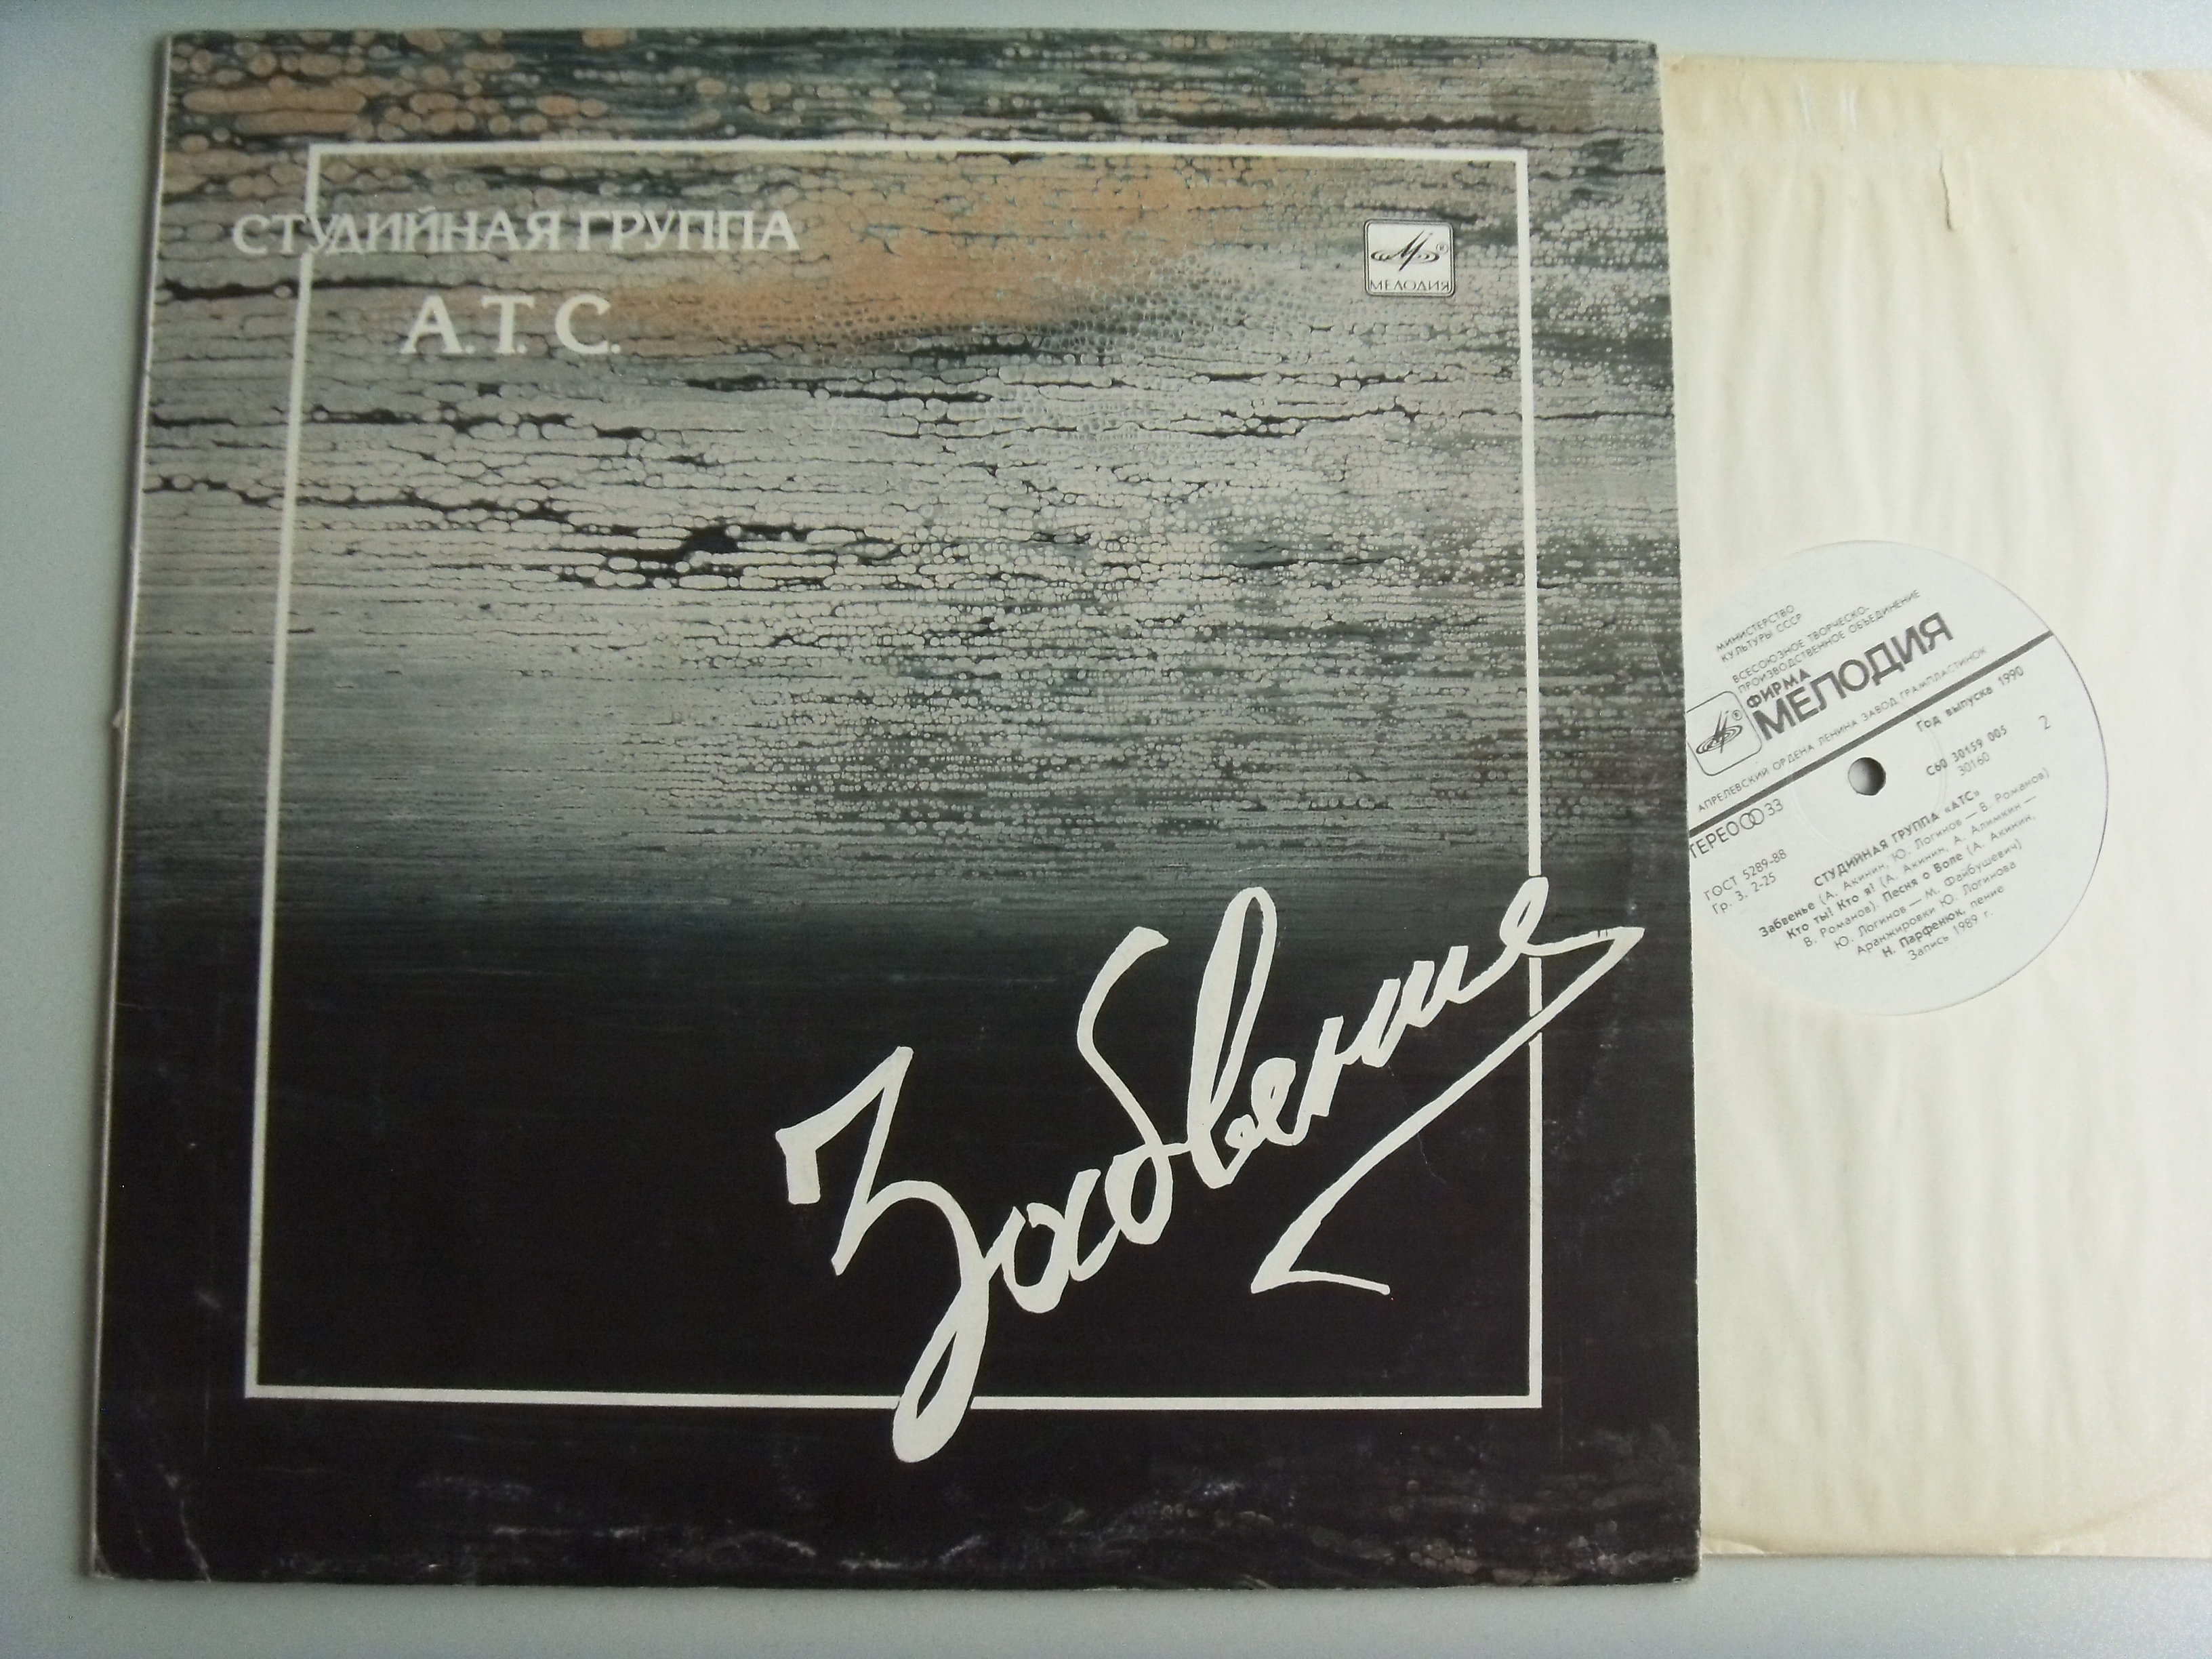 СТУДИЙНАЯ ГРУППА
А.Т.С.
МЕЛОДИЯ
Забвение
МИНИСТЕРСТВО
КУЛЬТУРЫ СССР
ВСЕСОЮЗНОЕ ТВОРЧЕСКО-
ПРОИЗВОДСТВЕННОЕ ОБЪЕДИНЕНИЕ
ФИРМА
МЕЛОДИЯ
АПРЕЛЕВСКИЙ ОРДЕНА ЛЕНИНА ЗАВОД ГРАМПЛАСТИНОК
Год выпуска 1990
ТЕРЕО 33
С60 30159 005
30160
2
ГОСТ 5289-88
Гр. 3. 2-25
СТУДИЙНАЯ ГРУППА «АТС»
Забвенье (А. Акинин, Ю. Логинов — В. Романов)
Кто ты? Кто я? (А. Акинин, А. Алимкин —
В. Романов). Песня о Воле (А. Акинин,
Ю. Логинов — М. Файбушевич)
Аранжировки Ю. Логинова
Н. Парфенюк, пение
Запись 1989 г.